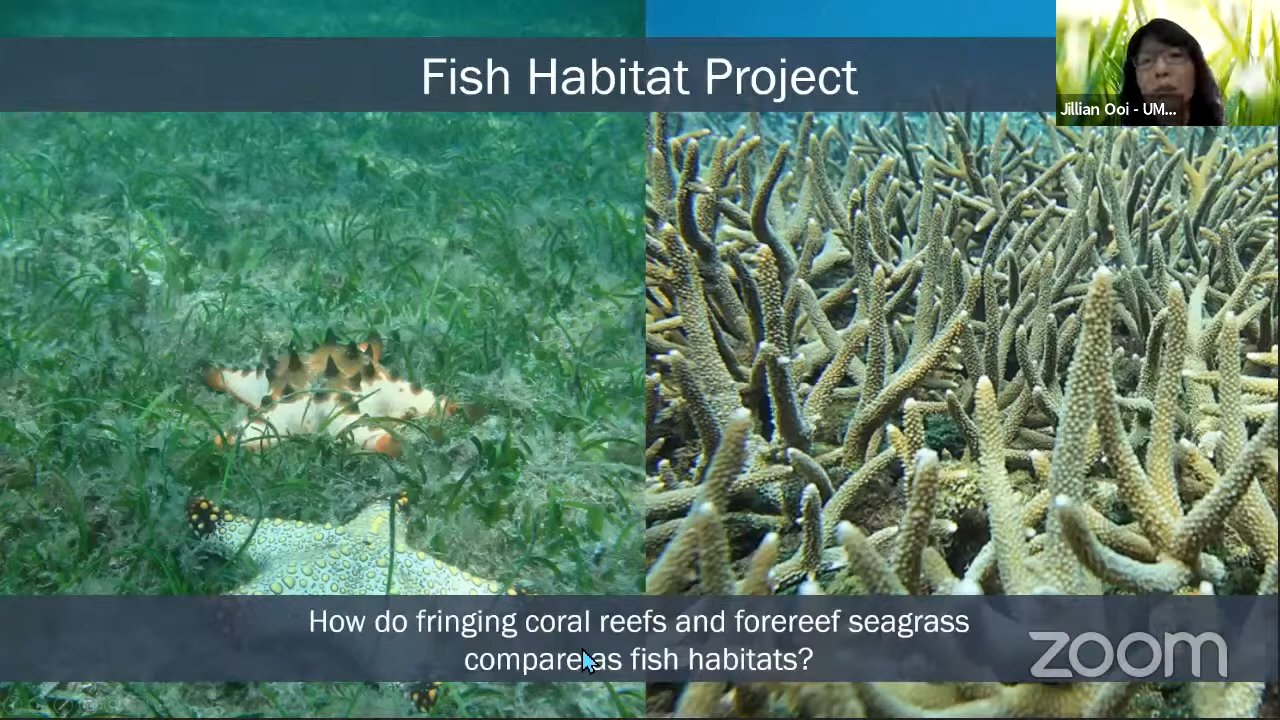 Fish Habitat Project
Jillian Ooi - UM...
How do fringing coral reefs and forereef seagrass
compare as fish habitats?
zoom